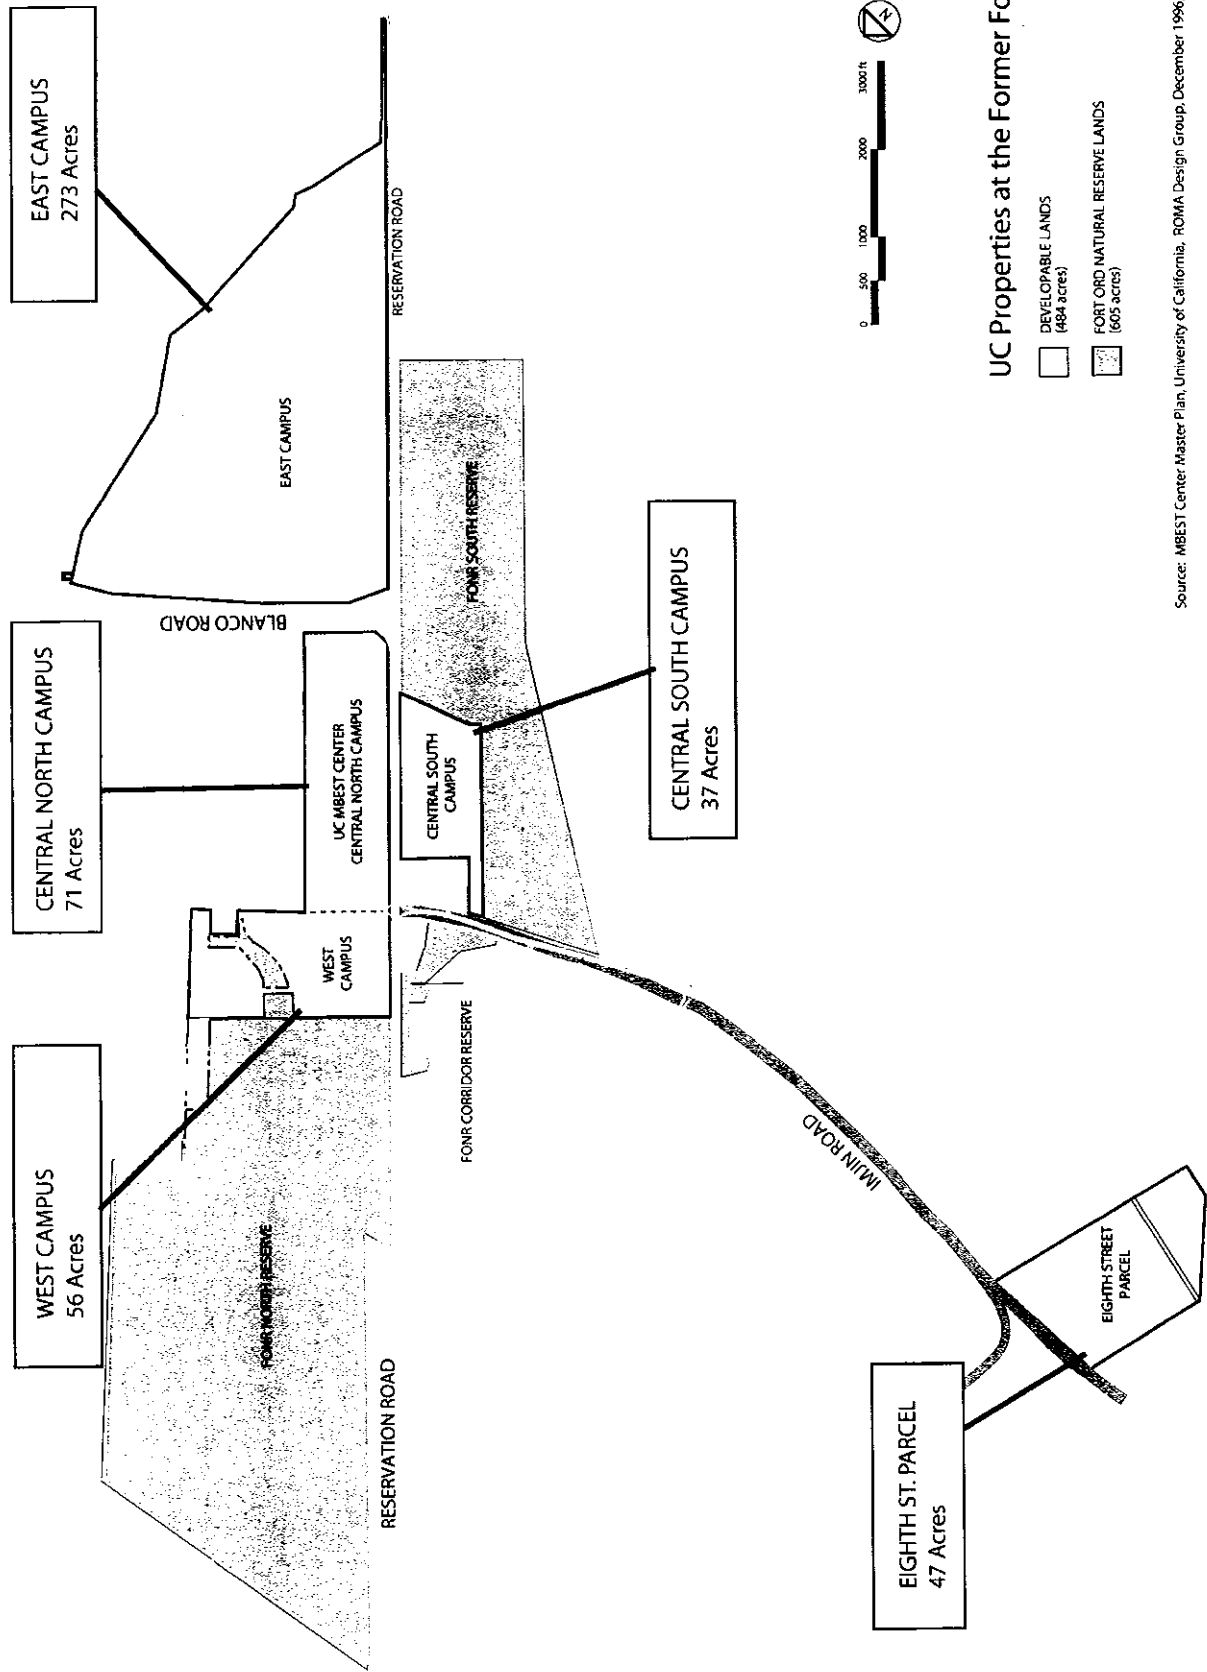 WEST CAMPUS
56 Acres
CENTRAL NORTH CAMPUS
71 Acres
EAST CAMPUS
273 Acres
FONR NORTH RESERVE
RESERVATION ROAD
WEST
CAMPUS
UC MBEST CENTER
CENTRAL NORTH CAMPUS
BLANCO ROAD
EAST CAMPUS
RESERVATION ROAD
FONR CORRIDOR RESERVE
CENTRAL SOUTH
CAMPUS
FONR SOUTH RESERVE
CENTRAL SOUTH CAMPUS
37 Acres
IMJIN ROAD
EIGHTH ST. PARCEL
47 Acres
EIGHTH STREET
PARCEL
0 500 1000 2000 3000 ft
N
UC Properties at the Former Fo
DEVELOPABLE LANDS
(484 acres)
FORT ORD NATURAL RESERVE LANDS
(605 acres)
Source: MBEST Center Master Plan, University of California, ROMA Design Group, December 1996